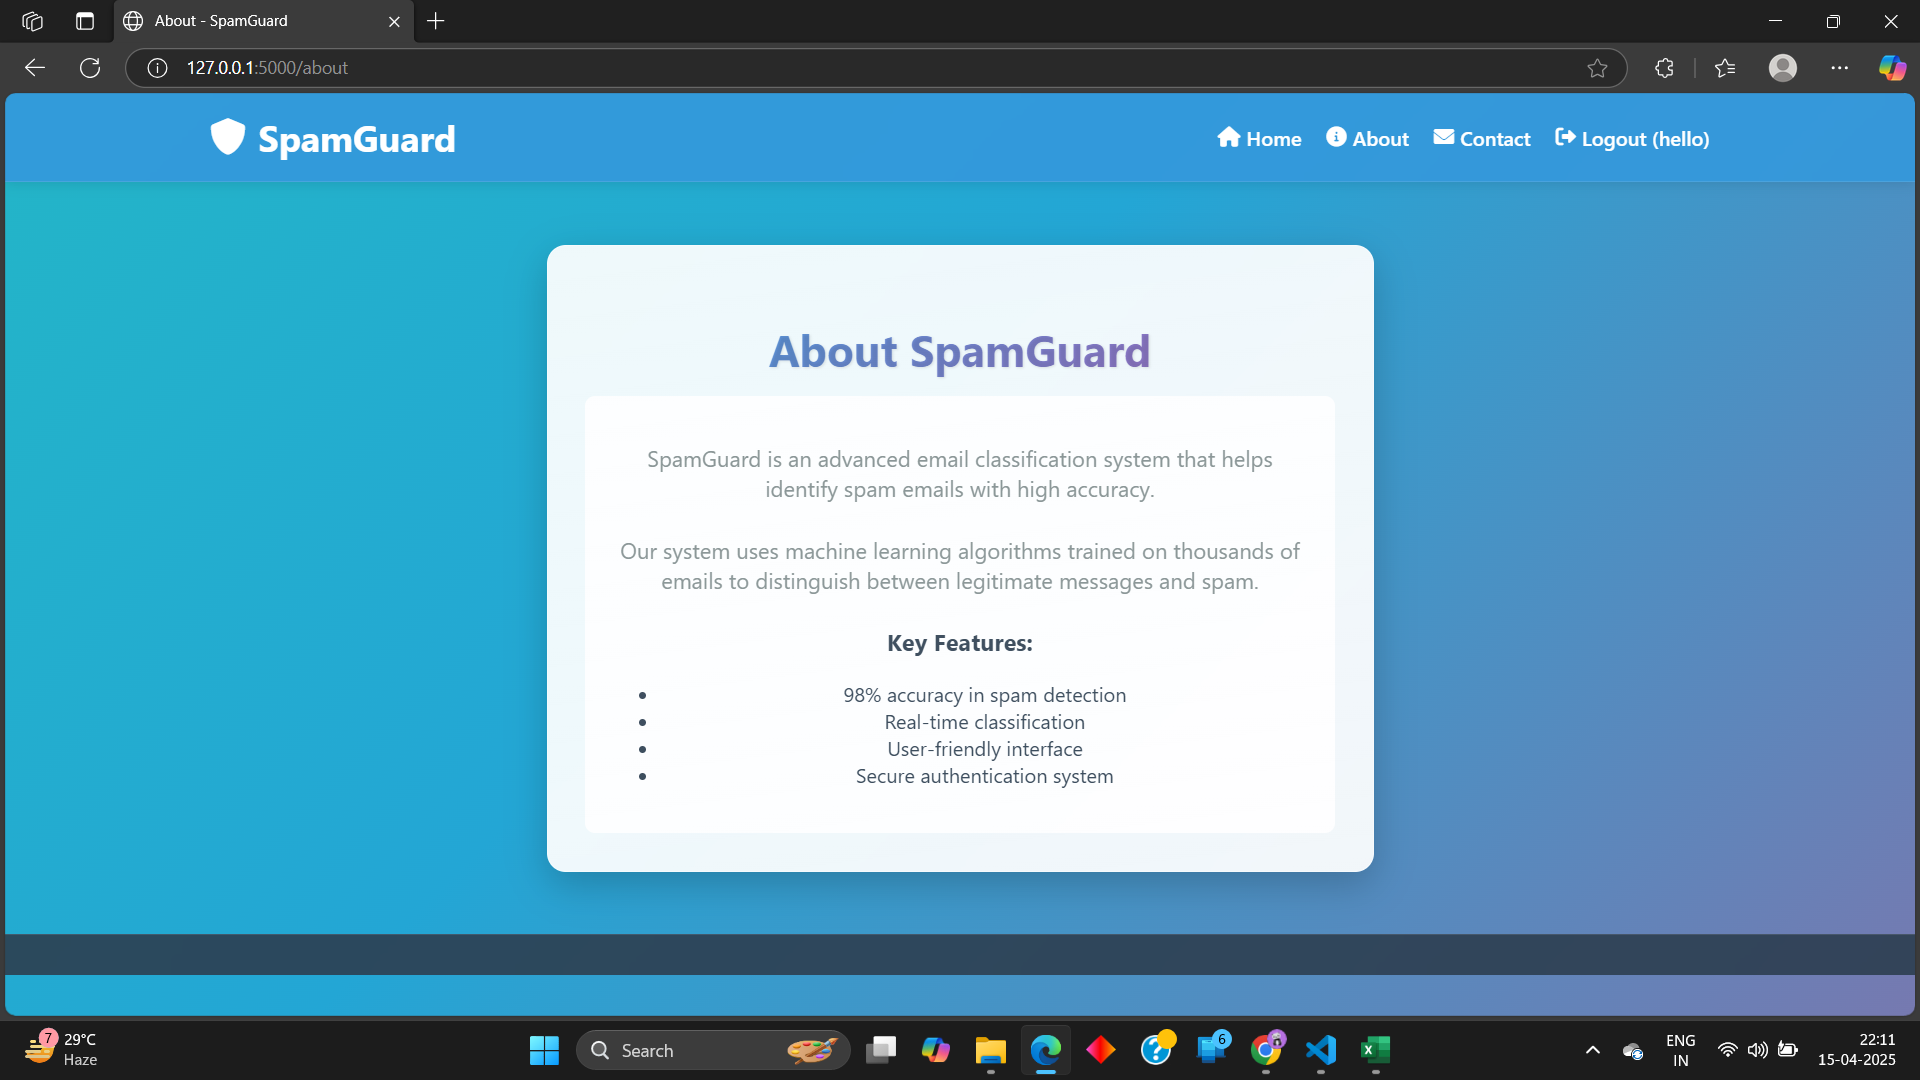 About - SpamGuard
127.0.0.1:5000/about
SpamGuard
Home
About
Contact
Logout (hello)
About SpamGuard
SpamGuard is an advanced email classification system that helps
identify spam emails with high accuracy.
Our system uses machine learning algorithms trained on thousands of
emails to distinguish between legitimate messages and spam.
Key Features:
• 98% accuracy in spam detection
• Real-time classification
• User-friendly interface
• Secure authentication system
7
29°C
Haze
Search
6
ENG
IN
22:11
15-04-2025